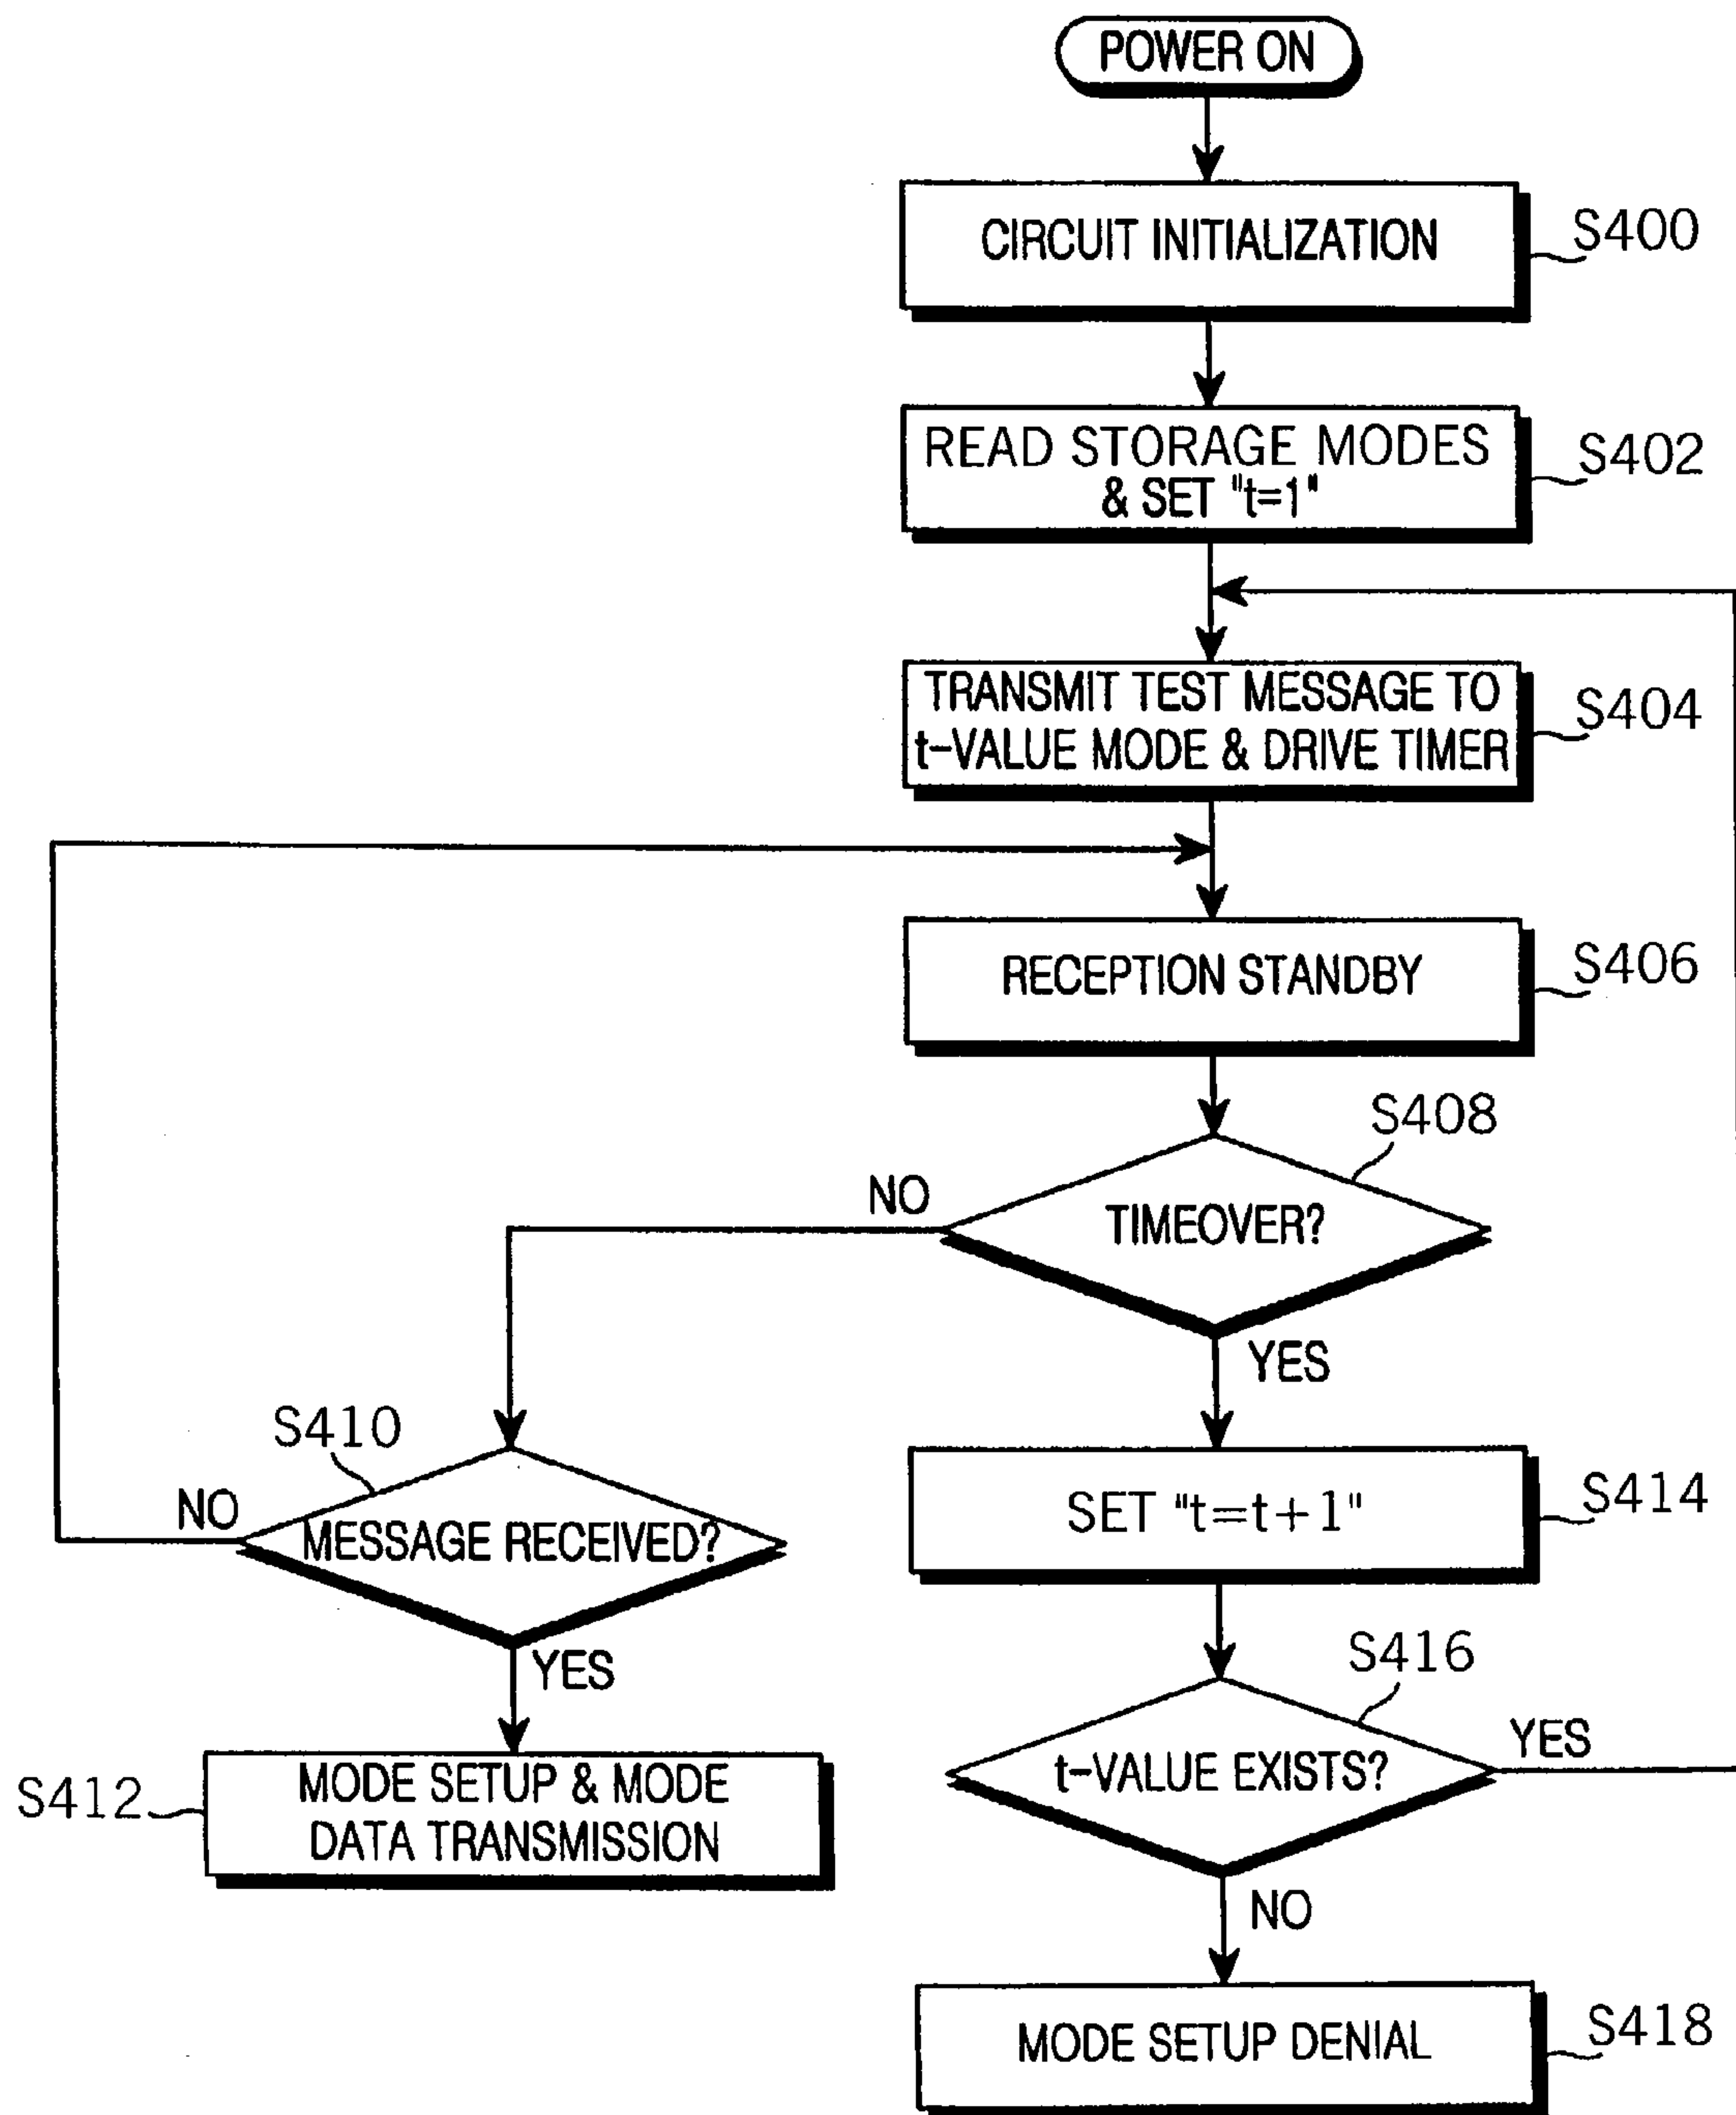 POWER ON
CIRCUIT INITIALIZATION
S400
READ STORAGE MODES
& SET "t=1"
S402
TRANSMIT TEST MESSAGE TO
t-VALUE MODE & DRIVE TIMER
S404
RECEPTION STANDBY
S406
S408
NO
TIMEOVER?
YES
S410
NO
MESSAGE RECEIVED?
YES
SET "t=t+1"
S414
S416
t-VALUE EXISTS?
YES
S412
MODE SETUP & MODE
DATA TRANSMISSION
NO
MODE SETUP DENIAL
S418